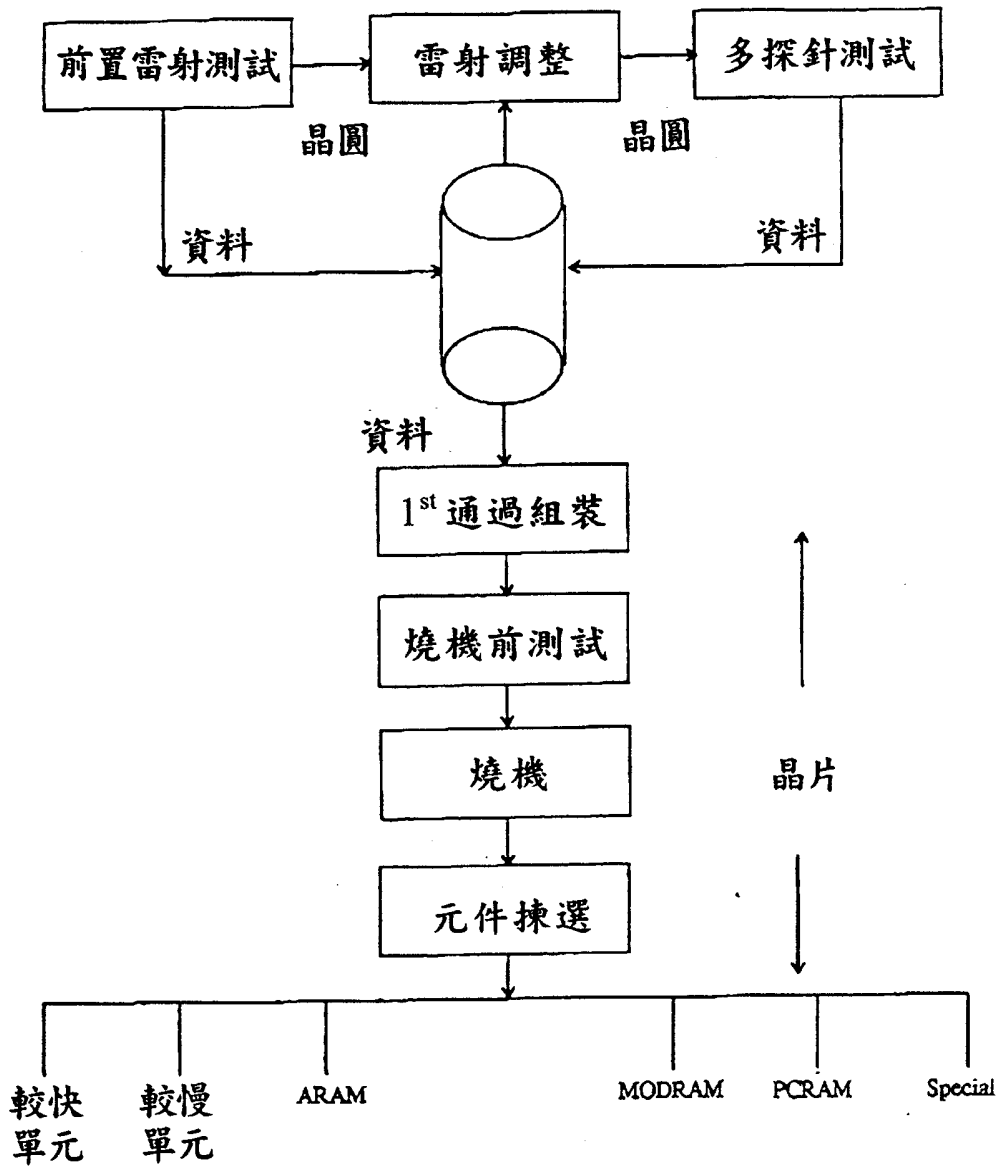 前置雷射測試
雷射調整
多探針測試
晶圓
晶圓
資料
資料
資料
1st 通過組裝
燒機前測試
燒機
晶片
元件揀選
較快
單元
較慢
單元
ARAM
MODRAM
PCRAM
Special